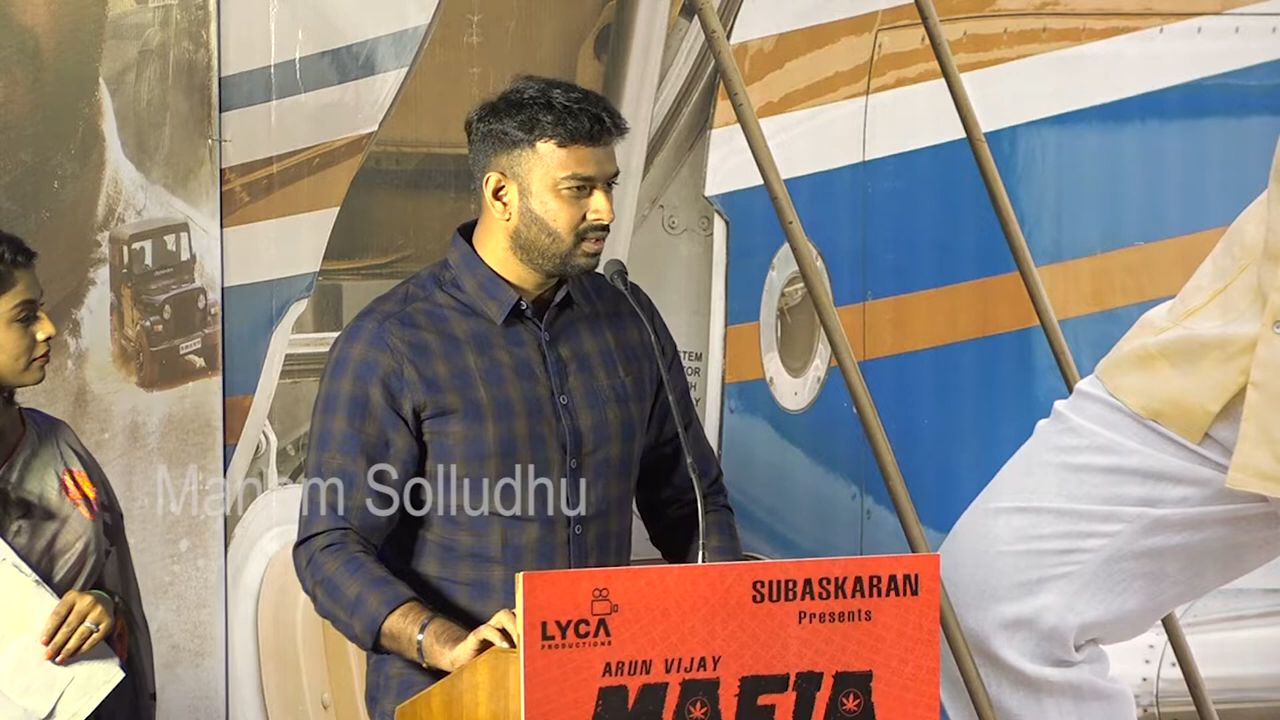 Manam Solludhu
LYCA
PRODUCTIONS
SUBASKARAN
Presents
ARUN VIJAY
MAFIA